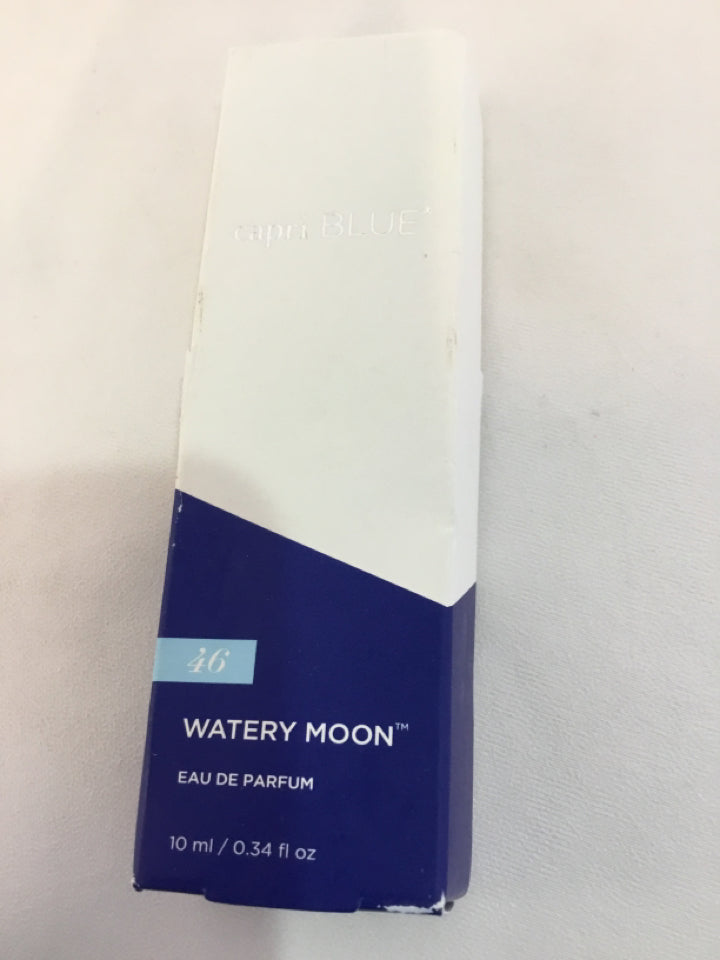 capri BLUE*
46
WATERY MOON™
EAU DE PARFUM
10 ml / 0.34 fl oz